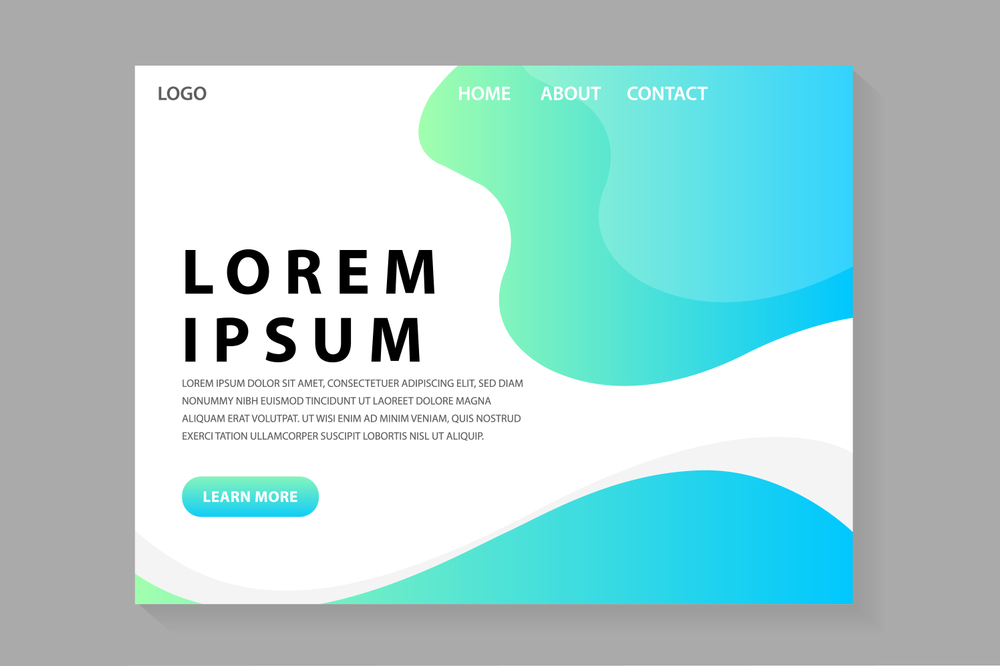 LOGO HOME ABOUT CONTACT
LOREM
IPSUM
LOREM IPSUM DOLOR SIT AMET, CONSECTETUER ADIPISCING ELIT, SED DIAM
NONUMMY NIBH EUISMOD TINCIDUNT UT LAOREET DOLORE MAGNA
ALIQUAM ERAT VOLUTPAT. UT WISI ENIM AD MINIM VENIAM, QUIS NOSTRUD
EXERCI TATION ULLAMCORPER SUSCIPIT LOBORTIS NISL UT ALIQUIP.
LEARN MORE